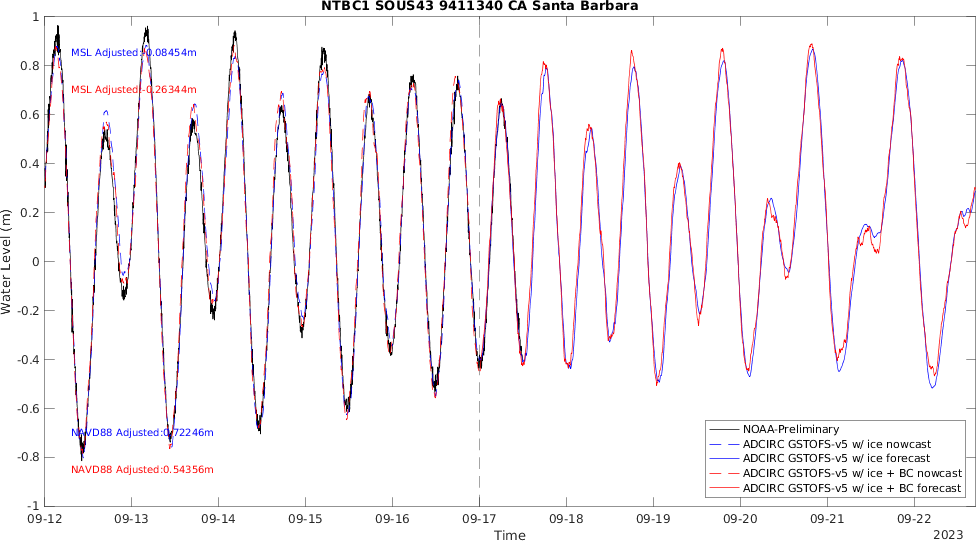 NTBC1 SOUS43 9411340 CA Santa Barbara
1
0.8
0.6
0.4
0.2
0
-0.2
-0.4
-0.6
-0.8
-1
Water Level (m)
MSL Adjusted:-0.08454m
MSL Adjusted:-0.26344m
NAVD88 Adjusted:0.72246m
NAVD88 Adjusted:0.54356m
NOAA-Preliminary
ADCIRC GSTOFS-v5 w/ ice nowcast
ADCIRC GSTOFS-v5 w/ ice forecast
ADCIRC GSTOFS-v5 w/ ice + BC nowcast
ADCIRC GSTOFS-v5 w/ ice + BC forecast
09-12 09-13 09-14 09-15 09-16 09-17 09-18 09-19 09-20 09-21 09-22
Time
2023